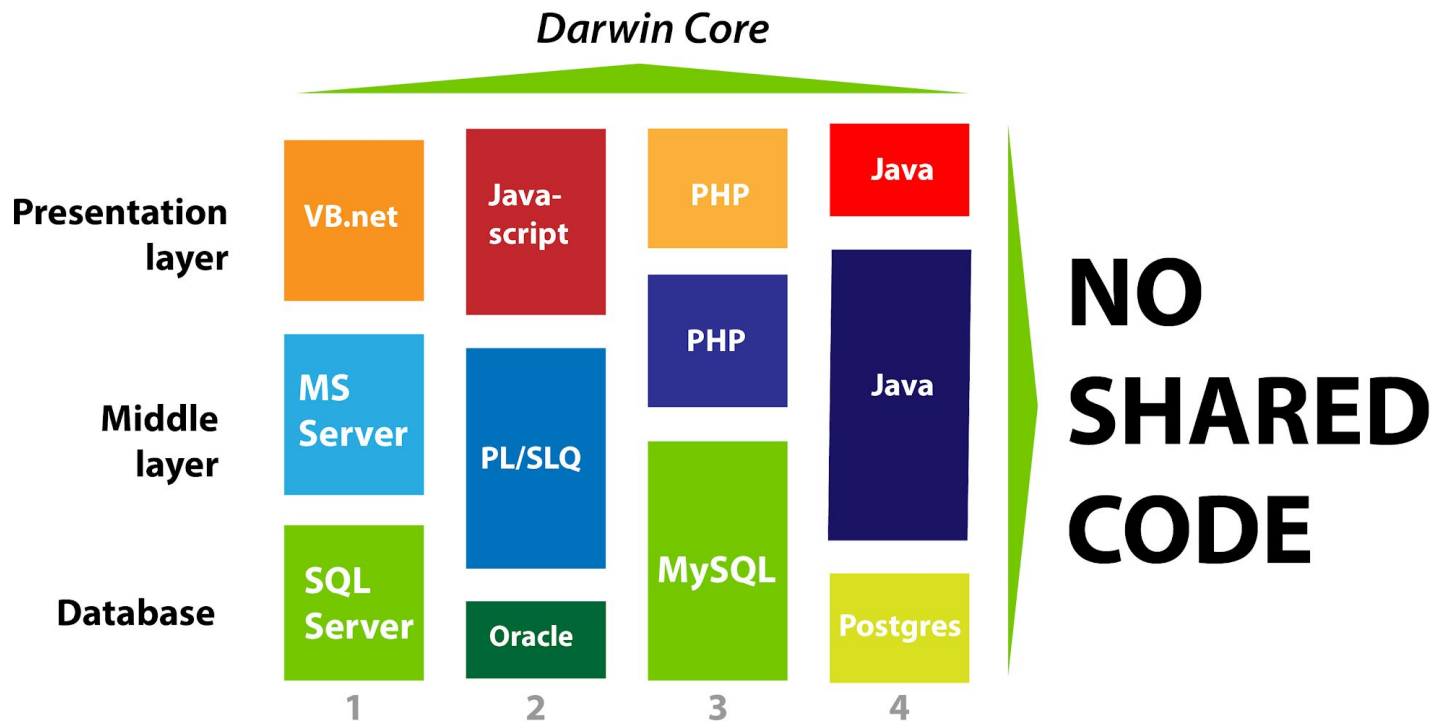 Darwin Core
Presentation
layer
Middle
layer
Database
VB.net
MS
Server
SQL
Server
1
Java-
script
PL/SLQ
Oracle
2
PHP
PHP
MySQL
3
Java
Java
Postgres
4
NO
SHARED
CODE